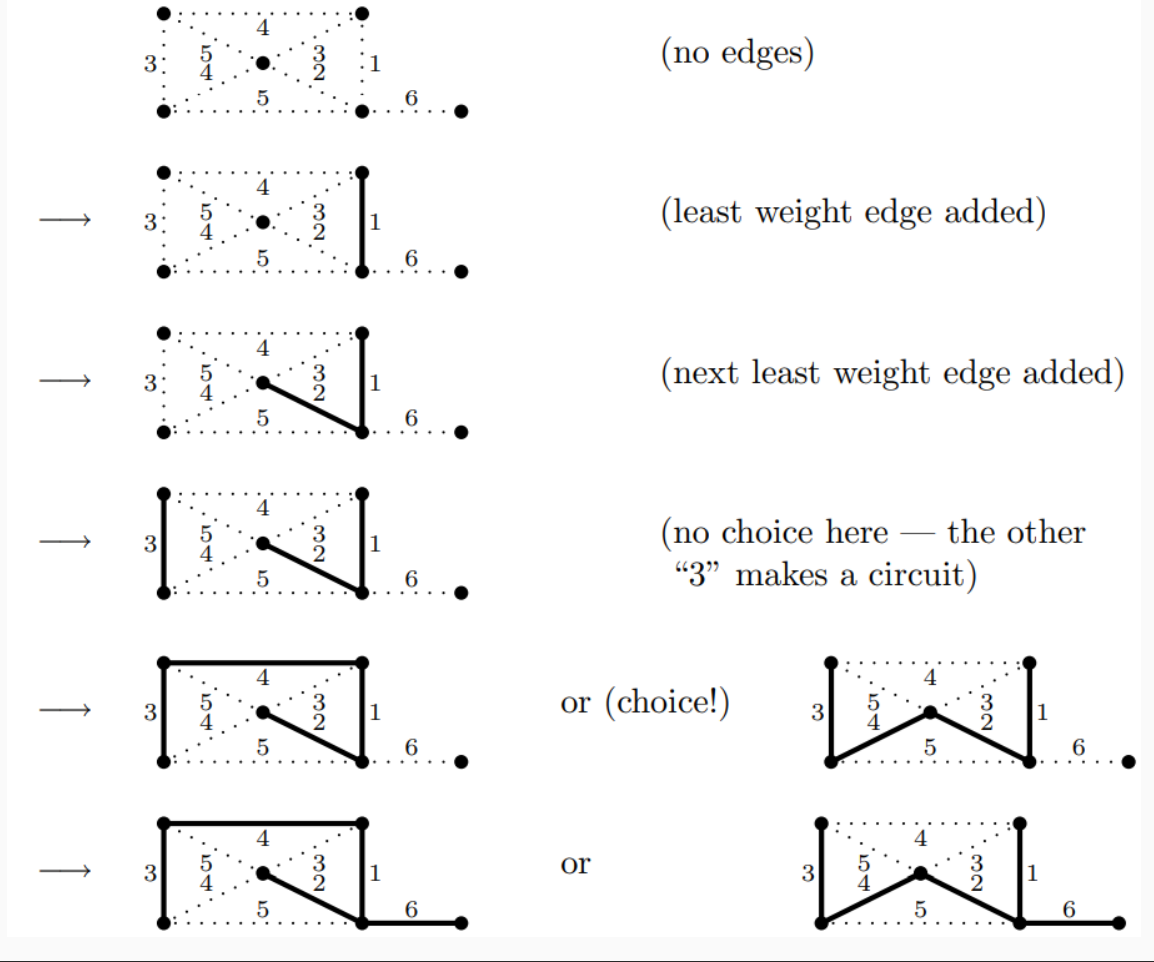 4
3 5 3 1 (no edges)
4 2
5 6
4
⟶ 3 5 3 1 (least weight edge added)
4 2
5 6
4
⟶ 3 5 3 1 (next least weight edge added)
4 2
5 6
4
⟶ 3 5 3 1 (no choice here — the other
4 2 “3” makes a circuit)
5 6
4 4
⟶ 3 5 3 1 or (choice!) 3 5 3 1
4 2 4 2
5 6 5 6
4 4
⟶ 3 5 3 1 or 3 5 3 1
4 2 4 2
5 6 5 6